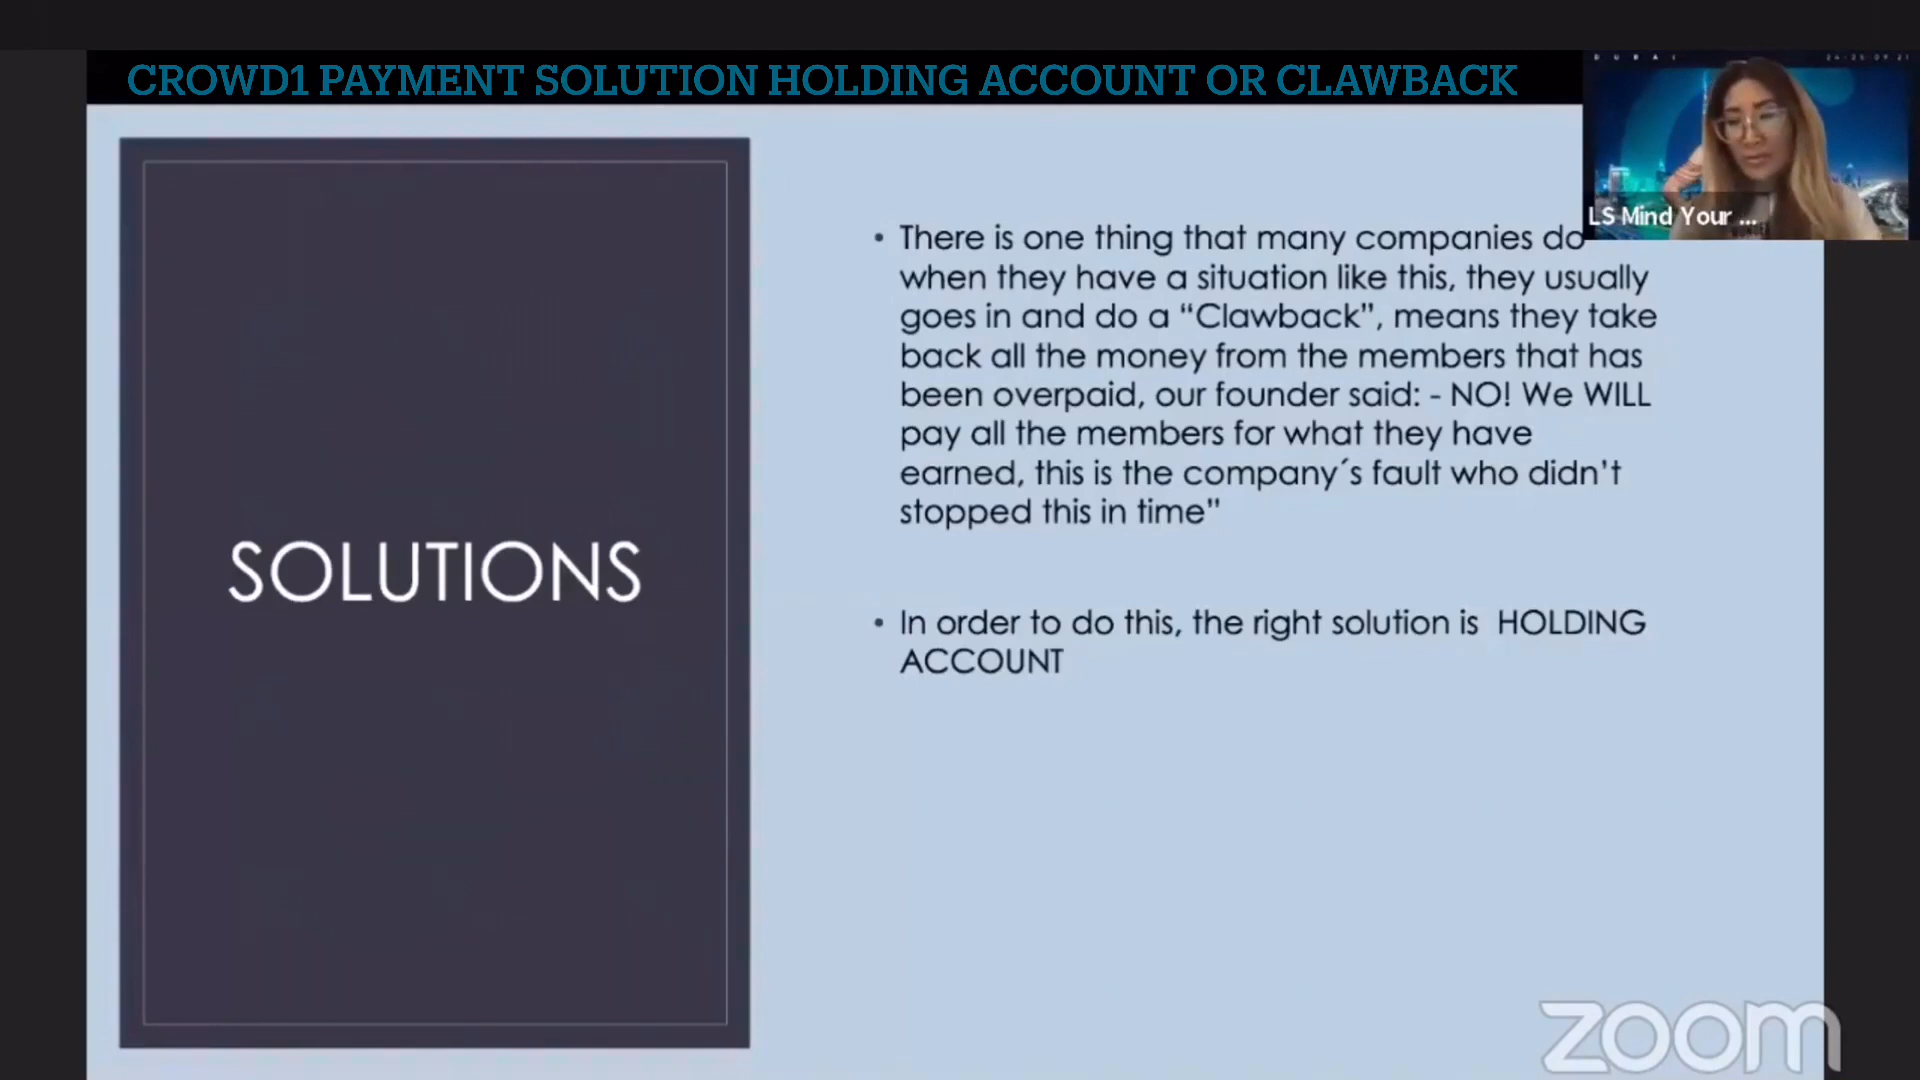 CROWD1 PAYMENT SOLUTION HOLDING ACCOUNT OR CLAWBACK
D U B A I
LS Mind Your ...
SOLUTIONS
• There is one thing that many companies do
when they have a situation like this, they usually
goes in and do a “Clawback”, means they take
back all the money from the members that has
been overpaid, our founder said: - NO! We WILL
pay all the members for what they have
earned, this is the company´s fault who didn’t
stopped this in time”
• In order to do this, the right solution is  HOLDING
ACCOUNT
zoom